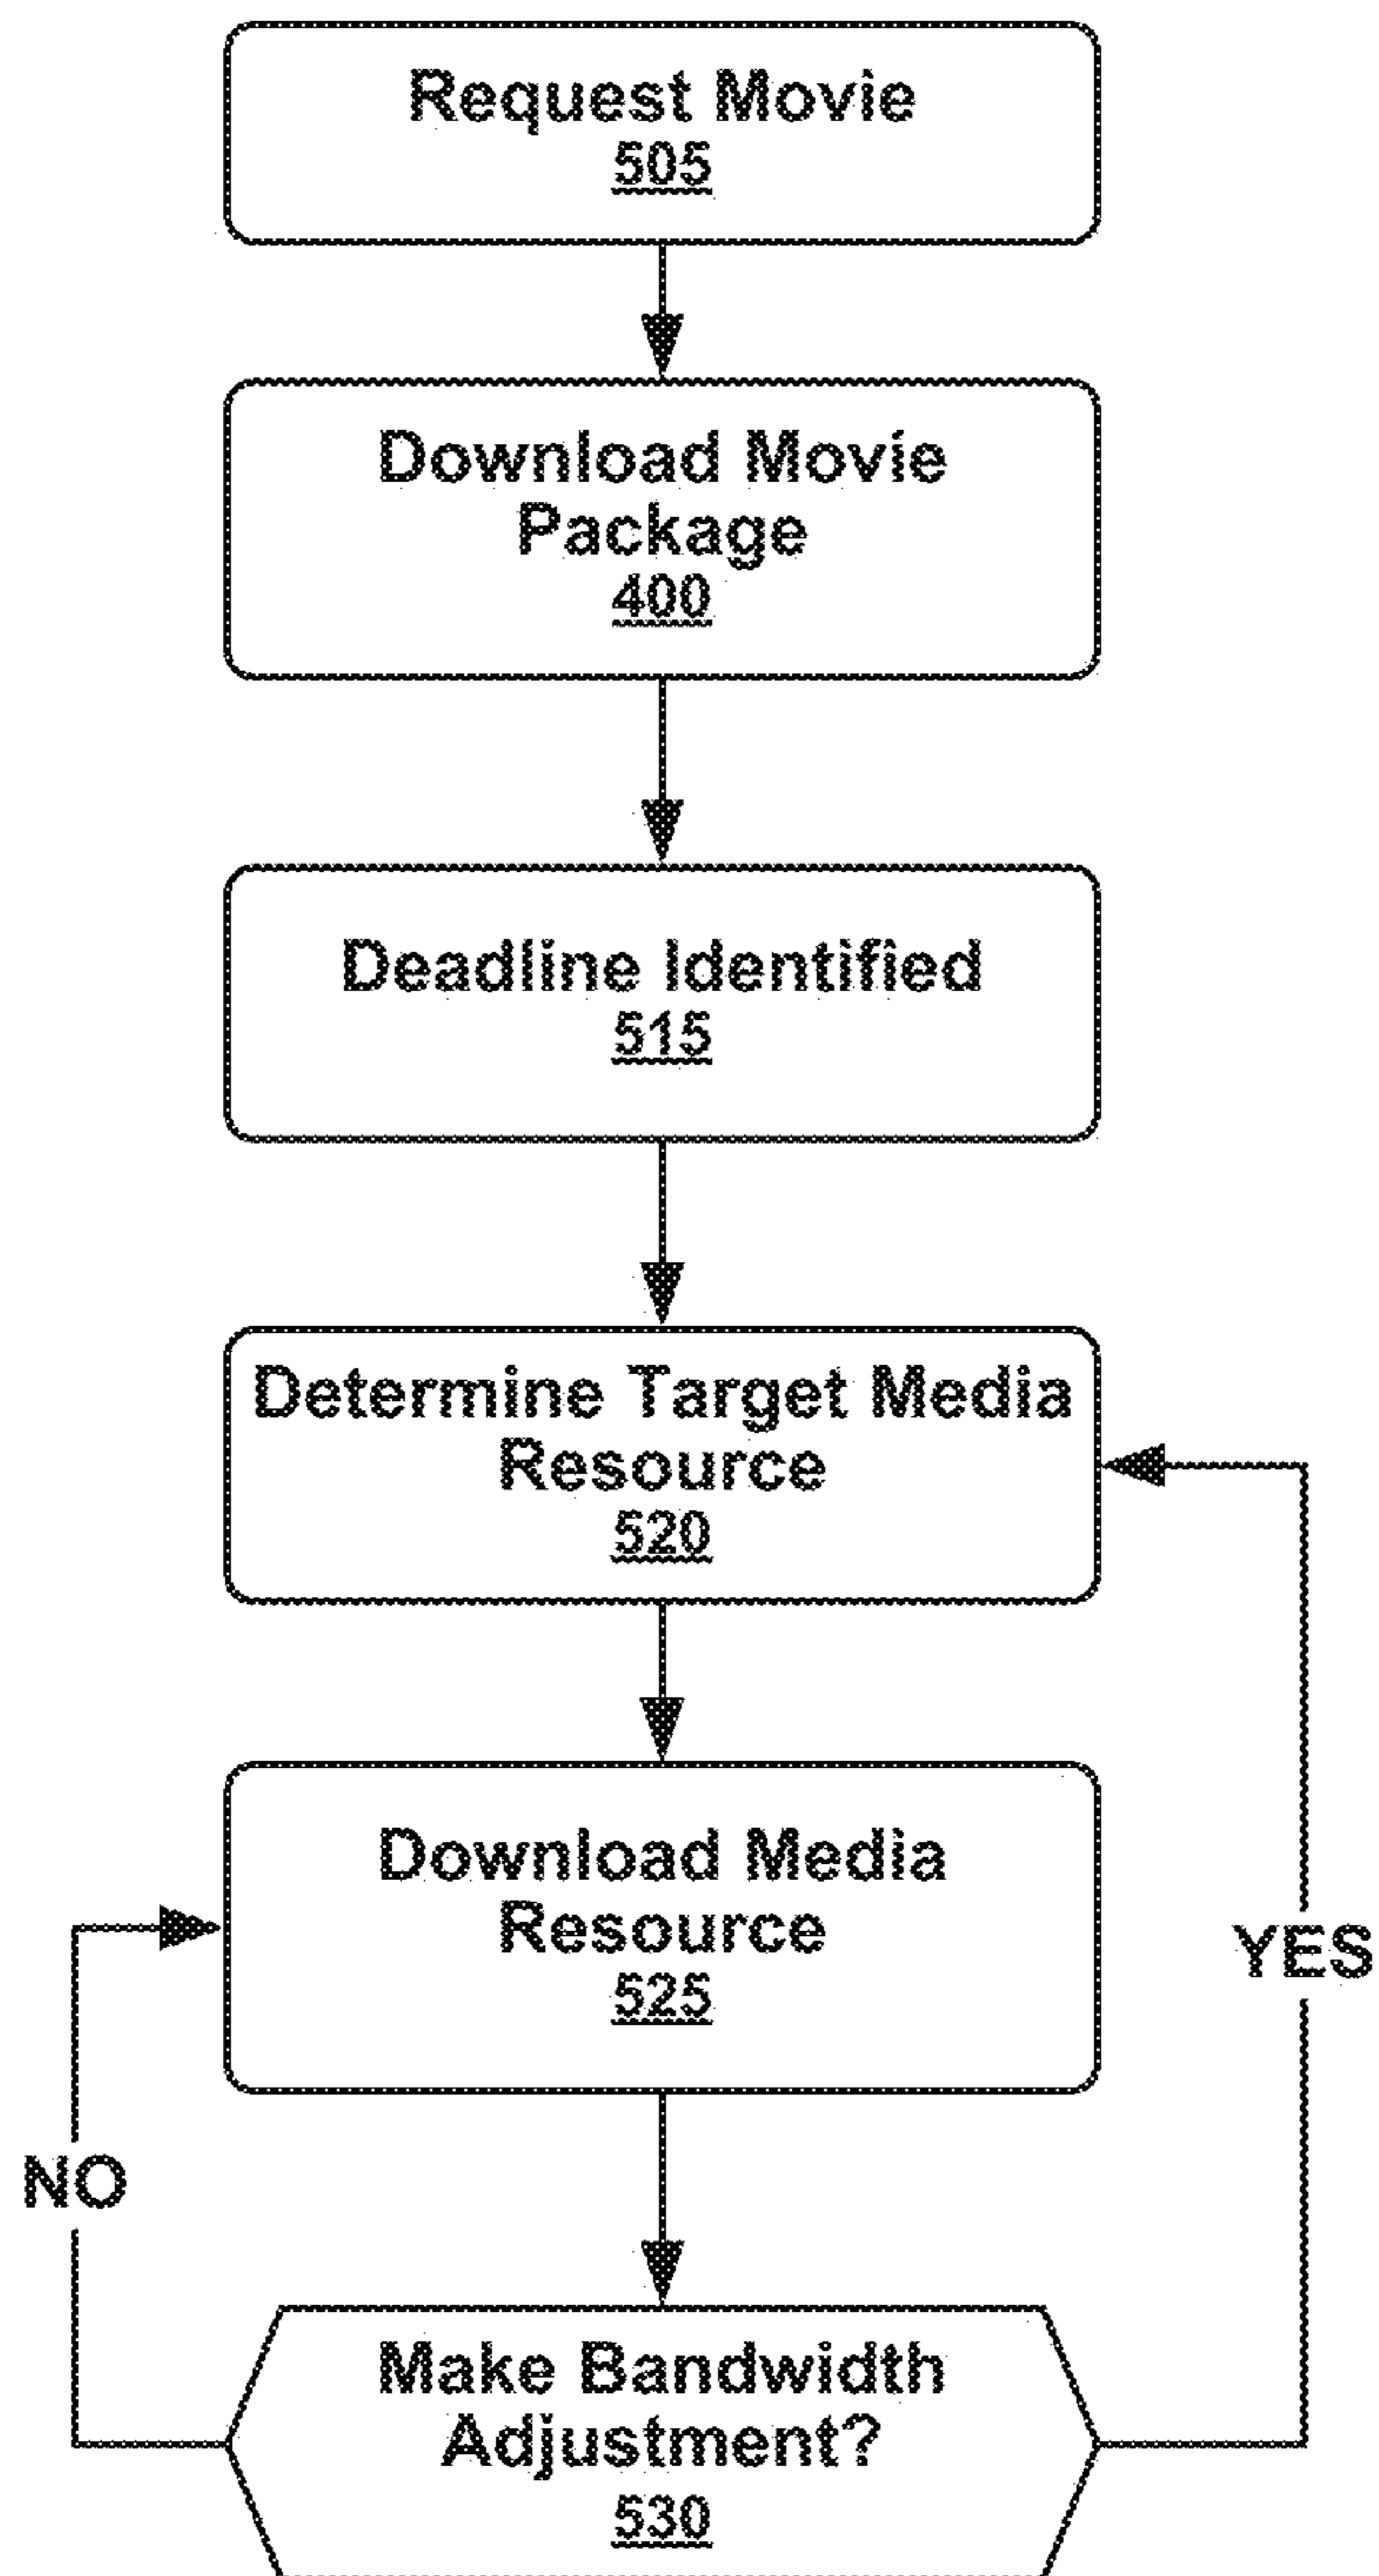 Request Movie
505
Download Movie
Package
400
Deadline Identified
515
Determine Target Media
Resource
520
Download Media
Resource
525
YES
NO
Make Bandwidth
Adjustment?
530